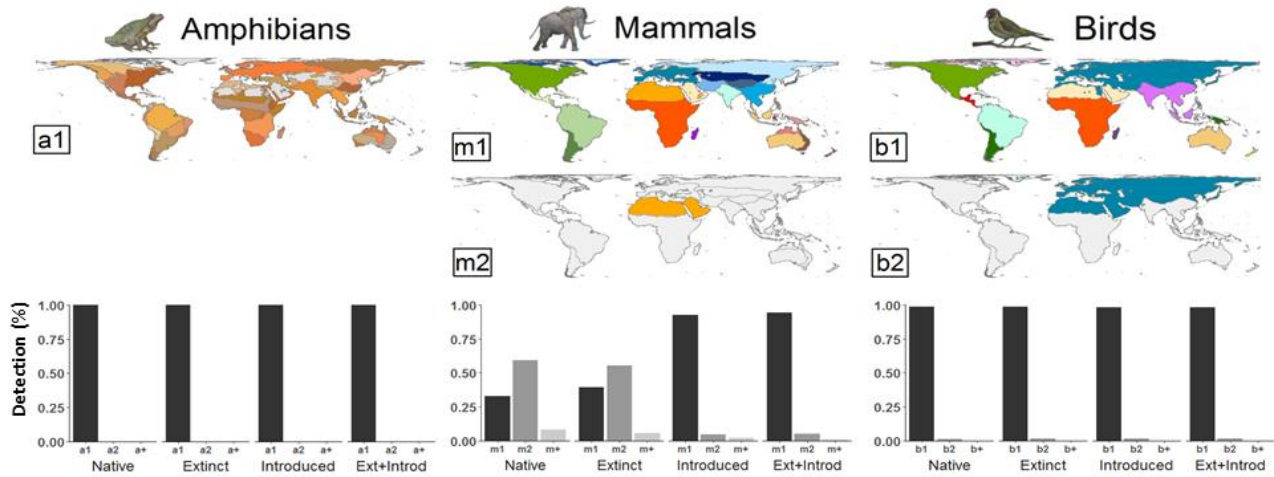 Amphibians
Mammals
Birds
a1
m1
b1
m2
b2
Detection (%)
1.00
0.75
0.50
0.25
0.00
a1 a2 a+ a1 a2 a+ a1 a2 a+ a1 a2 a+
Native Extinct Introduced Ext+Introd
1.00
0.75
0.50
0.25
0.00
m1 m2 m+ m1 m2 m+ m1 m2 m+ m1 m2 m+
Native Extinct Introduced Ext+Introd
1.00
0.75
0.50
0.25
0.00
b1 b2 b+ b1 b2 b+ b1 b2 b+ b1 b2 b+
Native Extinct Introduced Ext+Introd